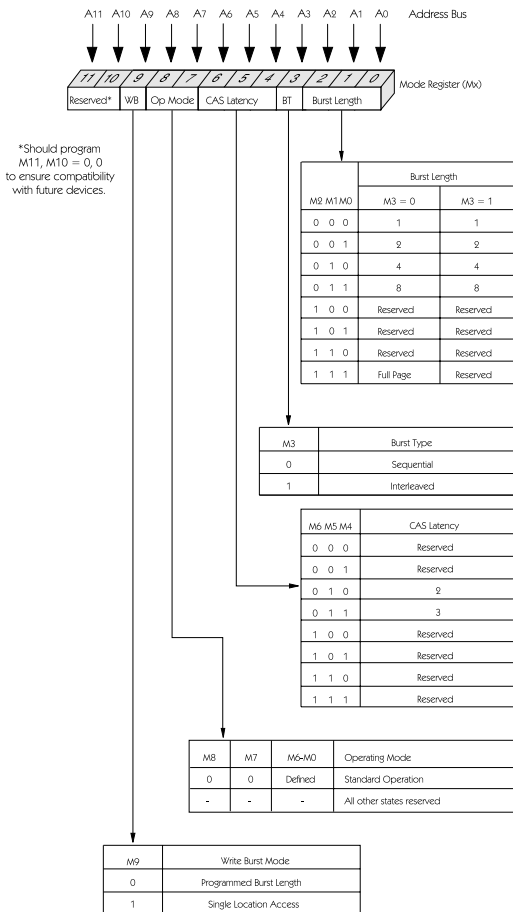 A11 A10 A9 A8 A7 A6 A5 A4 A3 A2 A1 A0 Address Bus
11 10 9 8 7 6 5 4 3 2 1 0
Mode Register (Mx)
Reserved* WB Op Mode CAS Latency BT Burst Length
*Should program
M11, M10 = 0, 0
to ensure compatibility
with future devices.
Burst Length
M2 M1 M0 M3 = 0 M3 = 1
0 0 0 1 1
0 0 1 2 2
0 1 0 4 4
0 1 1 8 8
1 0 0 Reserved Reserved
1 0 1 Reserved Reserved
1 1 0 Reserved Reserved
1 1 1 Full Page Reserved
M3 Burst Type
0 Sequential
1 Interleaved
M6 M5 M4 CAS Latency
0 0 0 Reserved
0 0 1 Reserved
0 1 0 2
0 1 1 3
1 0 0 Reserved
1 0 1 Reserved
1 1 0 Reserved
1 1 1 Reserved
M8 M7 M6-M0 Operating Mode
0 0 Defined Standard Operation
- - - All other states reserved
M9 Write Burst Mode
0 Programmed Burst Length
1 Single Location Access